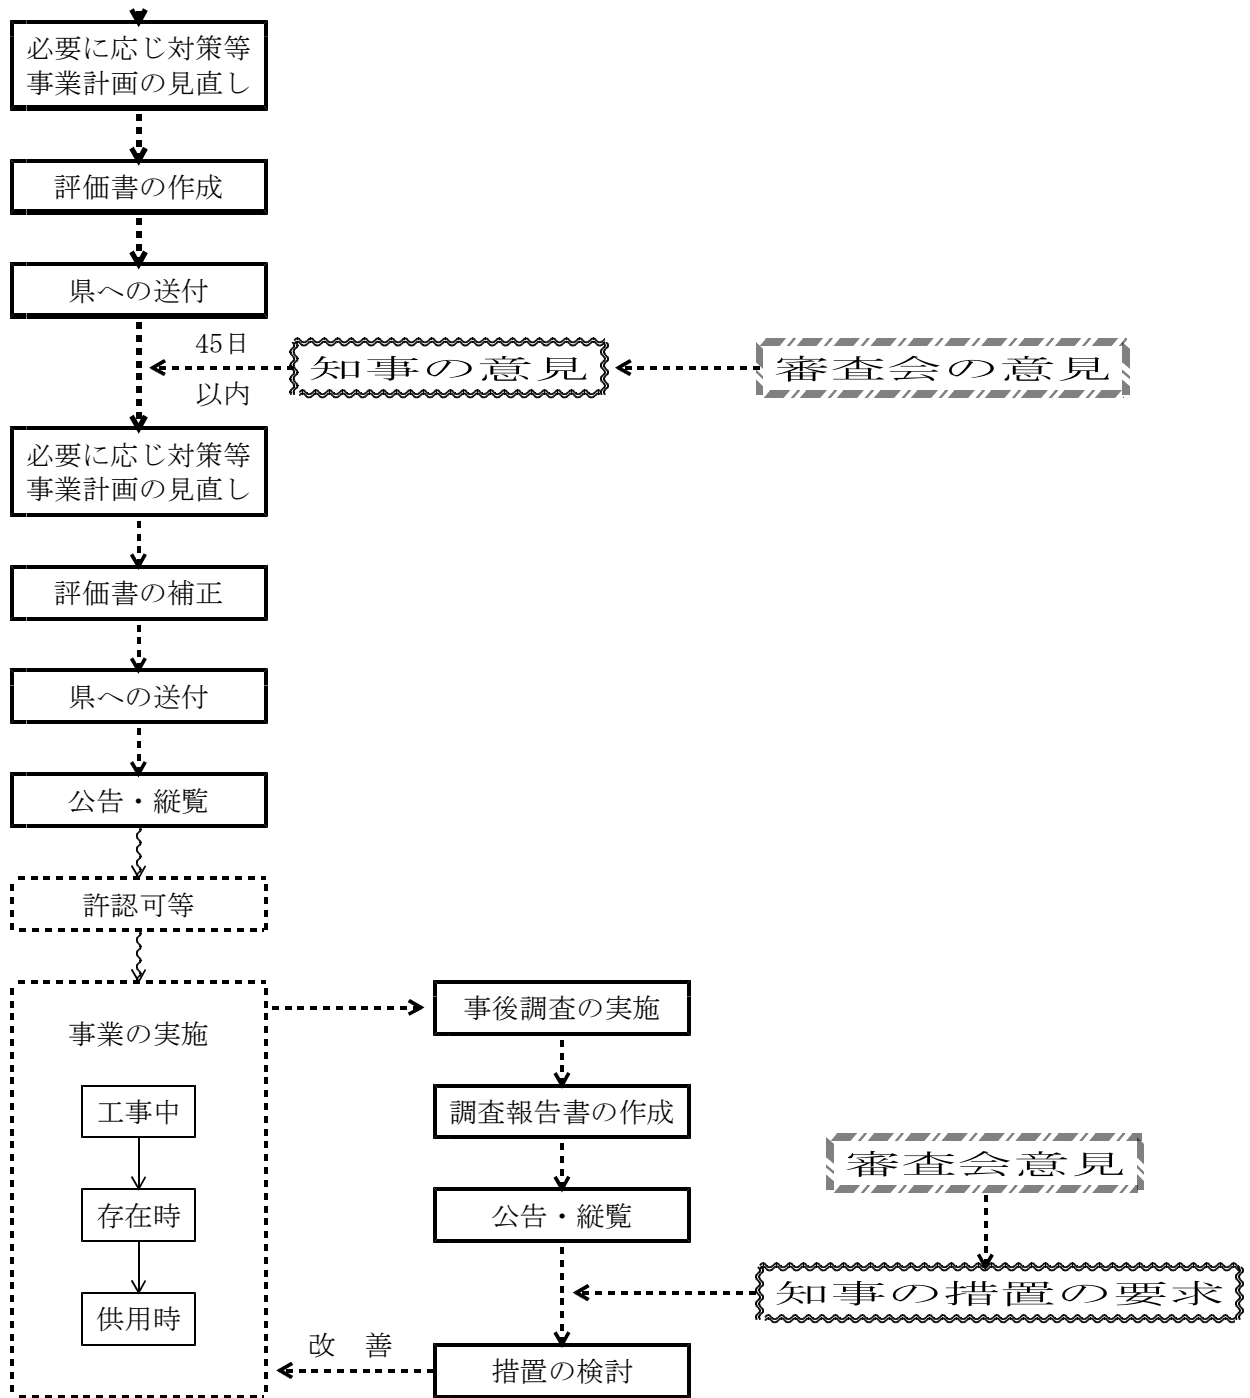 必要に応じ対策等
事業計画の見直し
評価書の作成
県への送付
45日
以内
知事の意見
審査会の意見
必要に応じ対策等
事業計画の見直し
評価書の補正
県への送付
公告・縦覧
許認可等
事業の実施
工事中
存在時
供用時
事後調査の実施
調査報告書の作成
公告・縦覧
審査会意見
知事の措置の要求
改　善
措置の検討